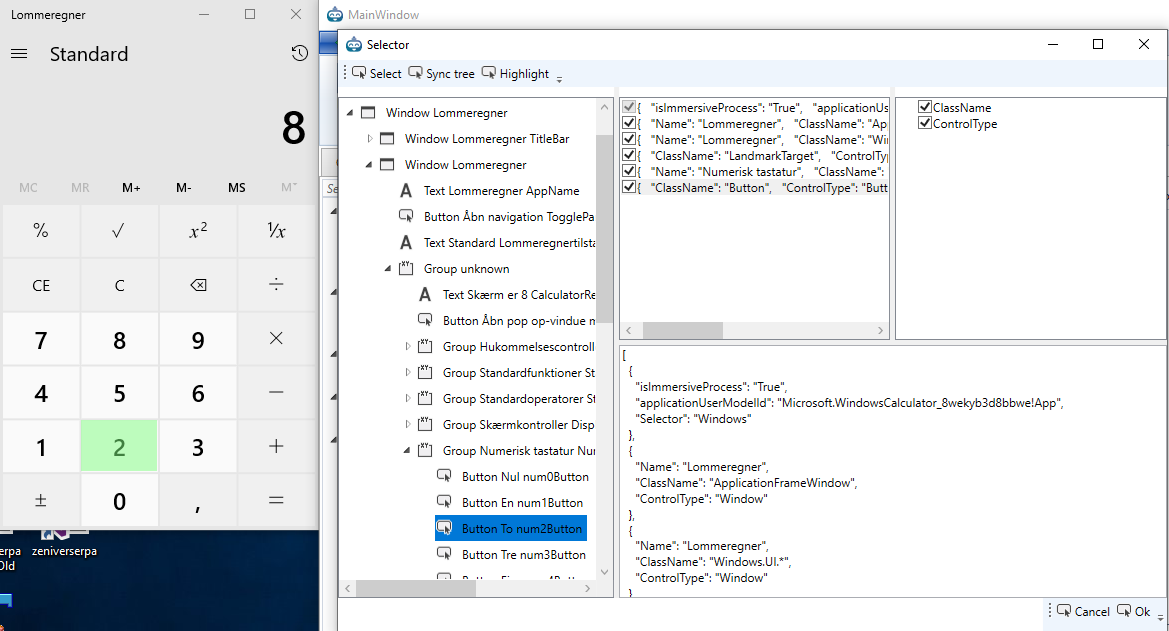 Lommeregner
Standard
8
MC MR M+ M- MS M˅
% √ x² ¹/x
CE C ⌫ ÷
7 8 9 ×
4 5 6 −
1 2 3 +
± 0 , =
zeniverserpa
MainWindow
Selector
Select Sync tree Highlight
Window Lommeregner
Window Lommeregner TitleBar
Window Lommeregner
Text Lommeregner AppName
Button Åbn navigation TogglePa
Text Standard Lommeregnertilsta
Group unknown
Text Skærm er 8 CalculatorRe
Button Åbn pop op-vindue m
Group Hukommelsescontroll
Group Standardfunktioner St
Group Standardoperatorer St
Group Skærmkontroller Disp
Group Numerisk tastatur Nu
Button Nul num0Button
Button En num1Button
Button To num2Button
Button Tre num3Button
{ "isImmersiveProcess": "True", "applicationUs
{ "Name": "Lommeregner", "ClassName": "Ap
{ "Name": "Lommeregner", "ClassName": "Wi
{ "ClassName": "LandmarkTarget", "ControlTy
{ "Name": "Numerisk tastatur", "ClassName":
{ "ClassName": "Button", "ControlType": "Butt
ClassName
ControlType
[
{
"isImmersiveProcess": "True",
"applicationUserModelId": "Microsoft.WindowsCalculator_8wekyb3d8bbwe!App",
"Selector": "Windows"
},
{
"Name": "Lommeregner",
"ClassName": "ApplicationFrameWindow",
"ControlType": "Window"
},
{
"Name": "Lommeregner",
"ClassName": "Windows.UI.*",
"ControlType": "Window"
}
Cancel Ok